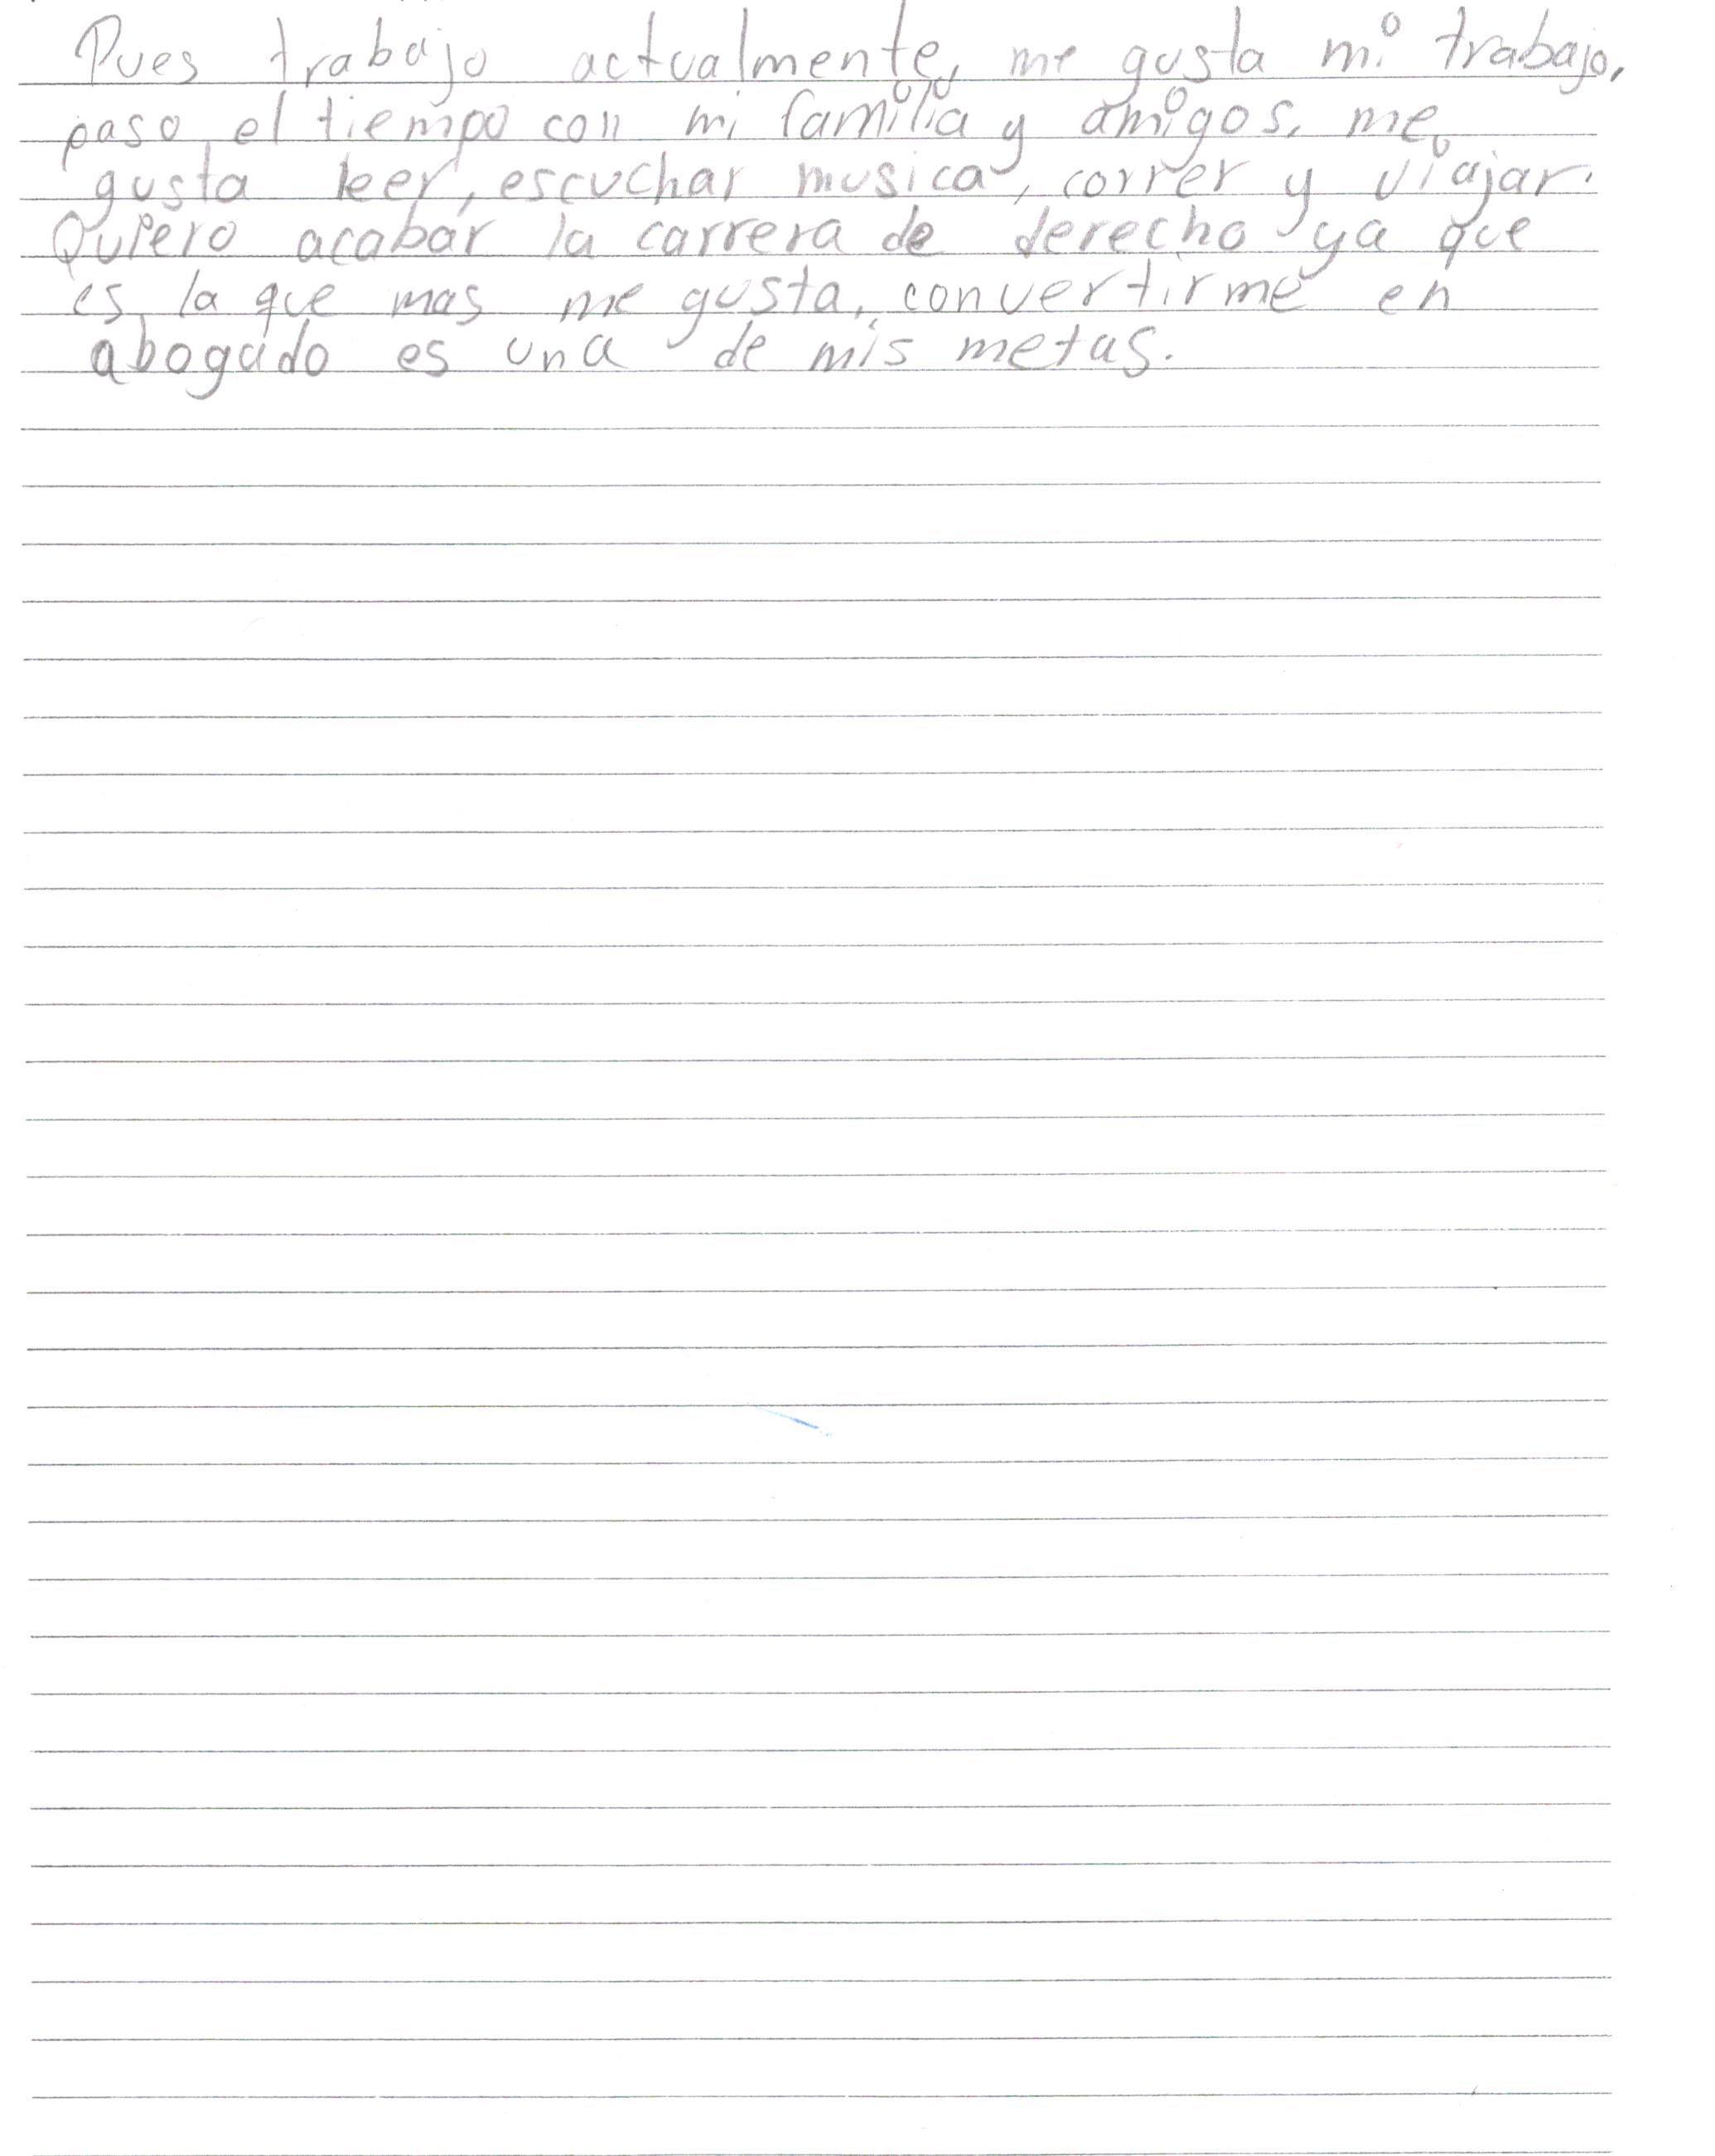 Pues trabajo actualmente, me gusta mi trabajo,
paso el tiempo con mi familia y amigos, me
gusta leer, escuchar musica, correr y viajar.
Quiero acabar la carrera de derecho ya que
es la que mas me gusta, convertirme en
abogado es una de mis metas.